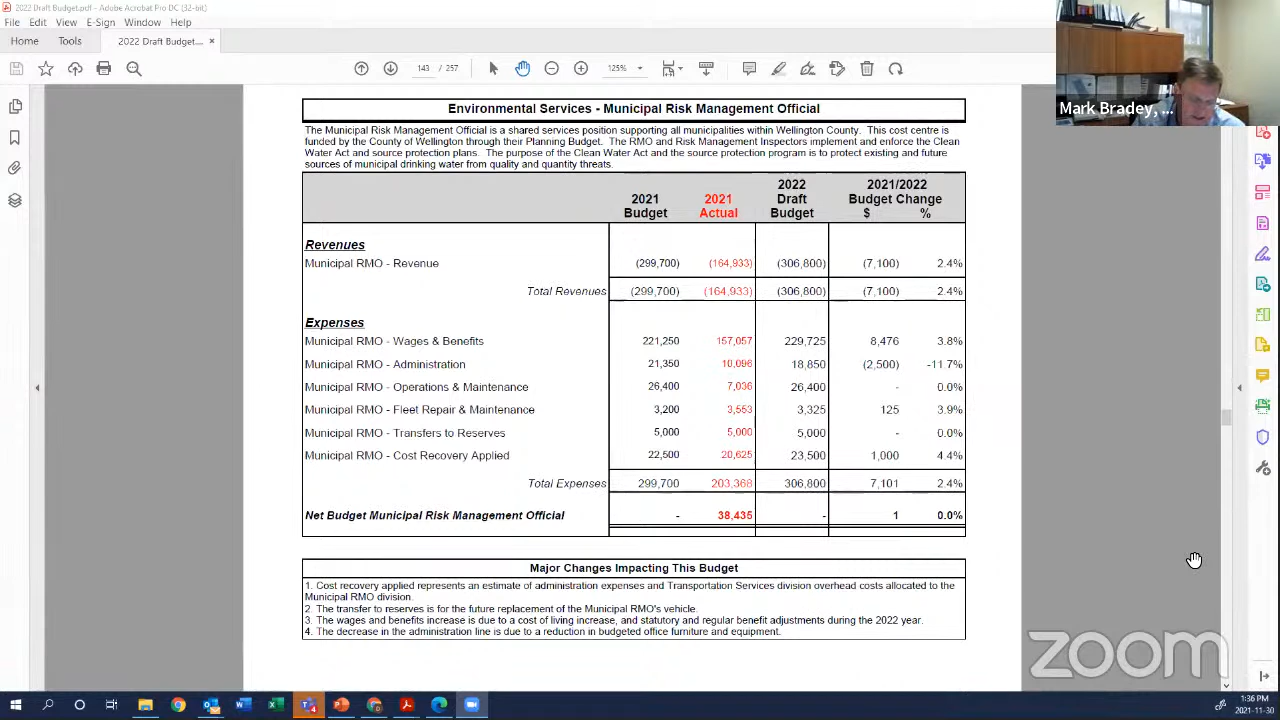 2022 Draft Budget.pdf - Adobe Acrobat Pro DC (32-bit)
File Edit View E-Sign Window Help
Home Tools 2022 Draft Budget... ×
143 / 257 125%
Mark Bradey, ...
Environmental Services - Municipal Risk Management Official
The Municipal Risk Management Official is a shared services position supporting all municipalities within Wellington County. This cost centre is
funded by the County of Wellington through their Planning Budget. The RMO and Risk Management Inspectors implement and enforce the Clean
Water Act and source protection plans. The purpose of the Clean Water Act and the source protection program is to protect existing and future
sources of municipal drinking water from quality and quantity threats.
2022 2021/2022
2021 2021 Draft Budget Change
Budget Actual Budget $ %
Revenues
Municipal RMO - Revenue (299,700) (164,933) (306,800) (7,100) 2.4%
Total Revenues (299,700) (164,933) (306,800) (7,100) 2.4%
Expenses
Municipal RMO - Wages & Benefits 221,250 157,057 229,725 8,476 3.8%
Municipal RMO - Administration 21,350 10,096 18,850 (2,500) -11.7%
Municipal RMO - Operations & Maintenance 26,400 7,036 26,400 - 0.0%
Municipal RMO - Fleet Repair & Maintenance 3,200 3,553 3,325 125 3.9%
Municipal RMO - Transfers to Reserves 5,000 5,000 5,000 - 0.0%
Municipal RMO - Cost Recovery Applied 22,500 20,625 23,500 1,000 4.4%
Total Expenses 299,700 203,368 306,800 7,101 2.4%
Net Budget Municipal Risk Management Official - 38,435 - 1 0.0%
Major Changes Impacting This Budget
1. Cost recovery applied represents an estimate of administration expenses and Transportation Services division overhead costs allocated to the
Municipal RMO division.
2. The transfer to reserves is for the future replacement of the Municipal RMO's vehicle.
3. The wages and benefits increase is due to a cost of living increase, and statutory and regular benefit adjustments during the 2022 year.
4. The decrease in the administration line is due to a reduction in budgeted office furniture and equipment.
zoom
1:36 PM
2021-11-30